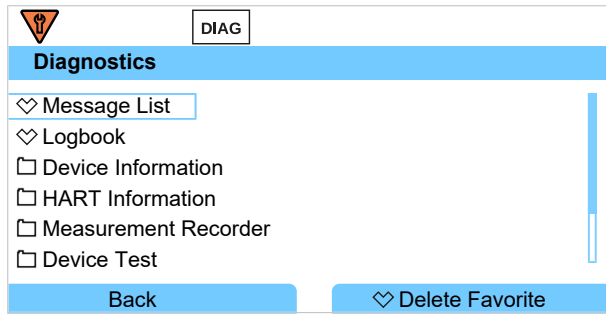 DIAG
Diagnostics
Message List
Logbook
Device Information
HART Information
Measurement Recorder
Device Test
Back Delete Favorite